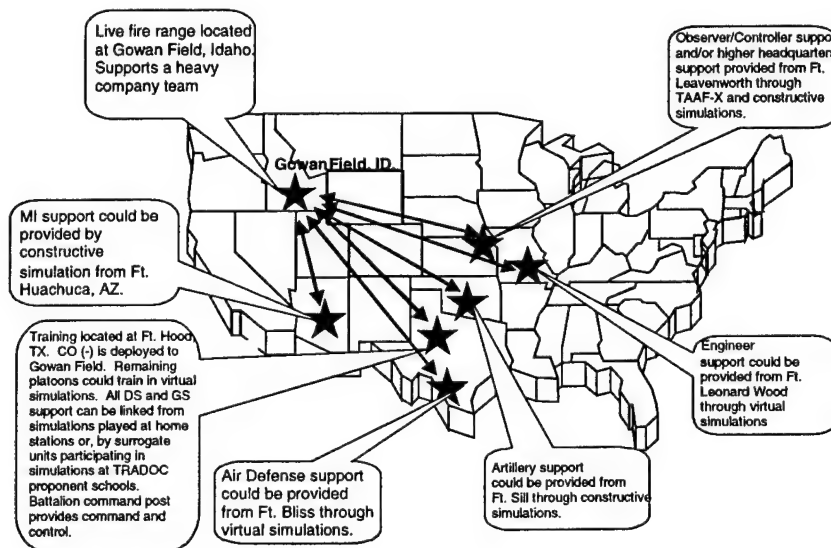 Live fire range located
at Gowan Field, Idaho.
Supports a heavy
company team
Observer/Controller suppo
and/or higher headquarter
support provided from Ft.
Leavenworth through
TAAF-X and constructive
simulations.
Gowan Field, ID.
MI support could be
provided by
constructive
simulation from Ft.
Huachuca, AZ.
Training located at Ft. Hood,
TX. CO (-) is deployed to
Gowan Field. Remaining
platoons could train in virtual
simulations. All DS and GS
support can be linked from
simulations played at home
stations or, by surrogate
units participating in
simulations at TRADOC
proponent schools.
Battalion command post
provides command and
control.
Air Defense support
could be provided
from Ft. Bliss through
virtual simulations.
Artillery support
could be provided from
Ft. Sill through constructive
simulations.
Engineer
support could be
provided from Ft.
Leonard Wood
through virtual
simulations